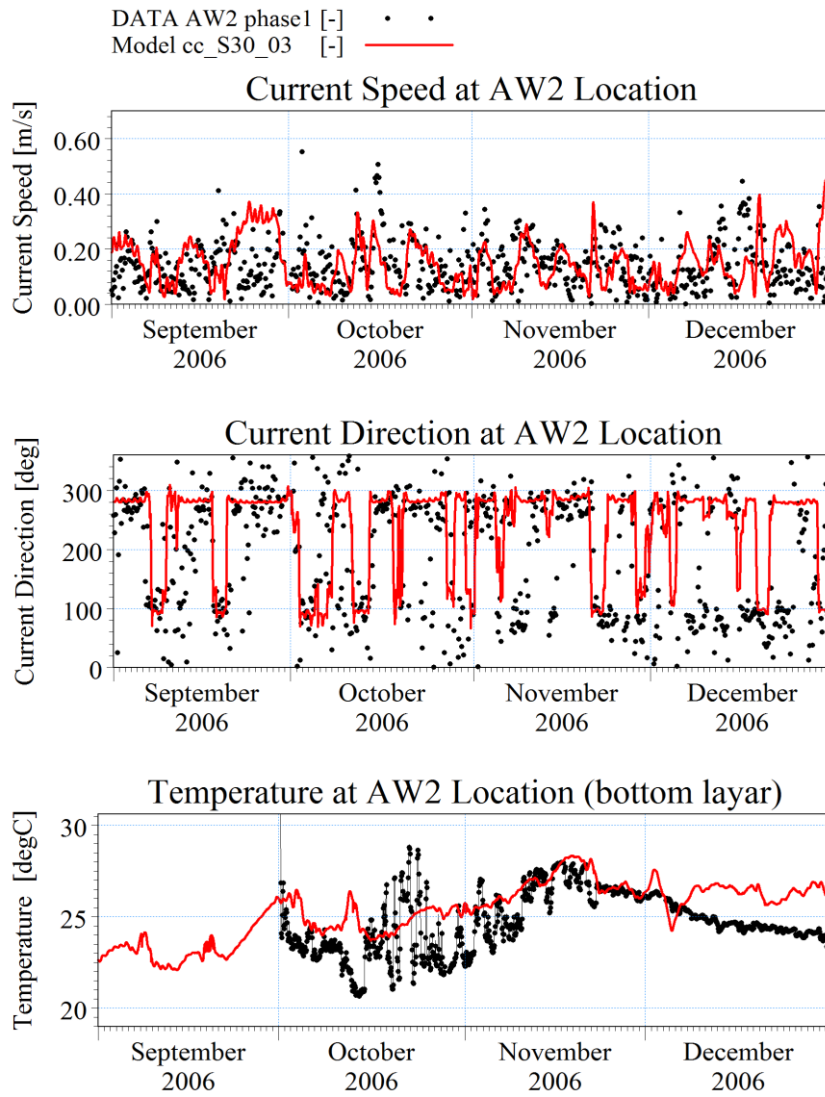 DATA AW2 phase1 [-]
Model cc_S30_03 [-]
Current Speed at AW2 Location
Current Speed [m/s]
0.60
0.40
0.20
0.00
September October November December
2006 2006 2006 2006
Current Direction at AW2 Location
Current Direction [deg]
300
200
100
0
September October November December
2006 2006 2006 2006
Temperature at AW2 Location (bottom layar)
Temperature [degC]
30
25
20
September October November December
2006 2006 2006 2006